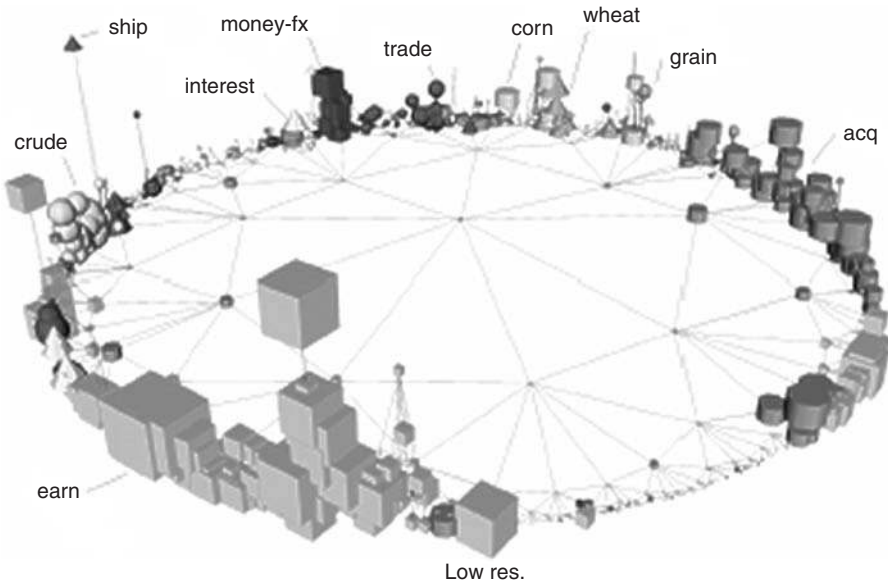 ship
money-fx
trade
corn
wheat
grain
interest
crude
acq
earn
Low res.